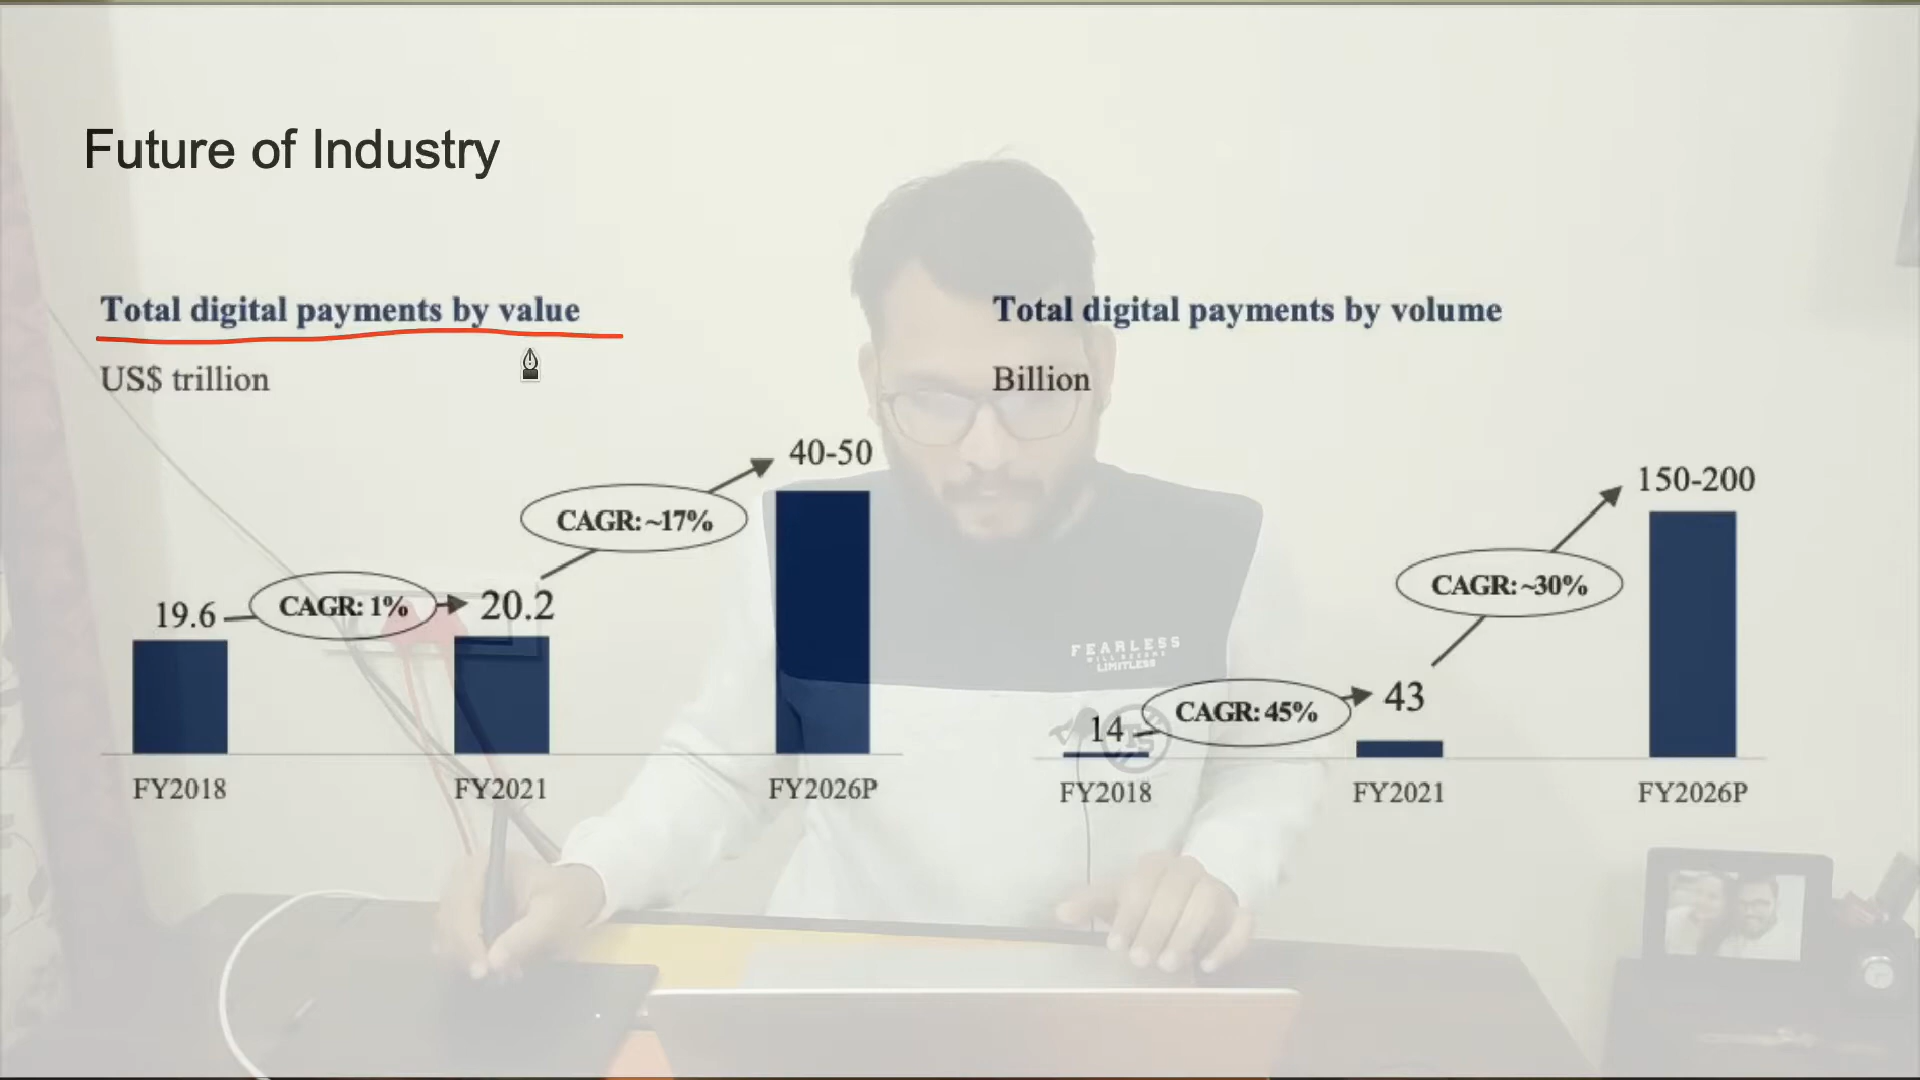 Future of Industry
Total digital payments by value
US$ trillion
19.6
CAGR: 1%
20.2
CAGR: ~17%
40-50
FY2018
FY2021
FY2026P
Total digital payments by volume
Billion
14
CAGR: 45%
43
CAGR: ~30%
150-200
FY2018
FY2021
FY2026P
FEARLESS
WILL BECOME
LIMITLESS